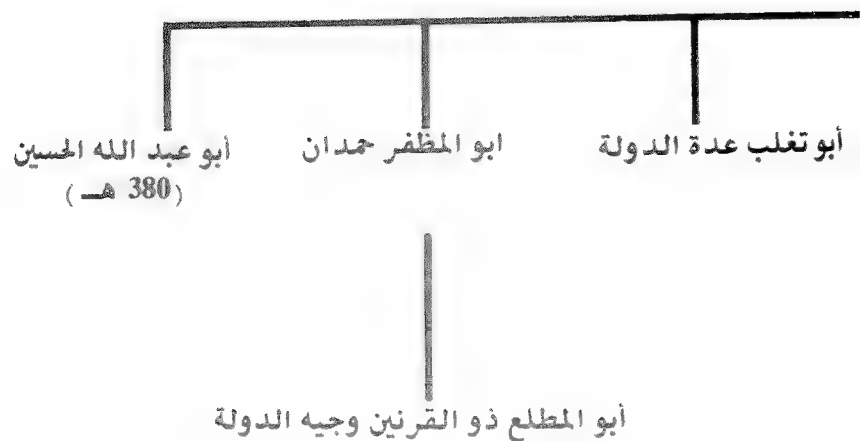 أبو تغلب عدة الدولة
ابو المظفر حمدان
أبو عبد الله الحسين
(380 هـ)
أبو المطلع ذو القرنين وجيه الدولة